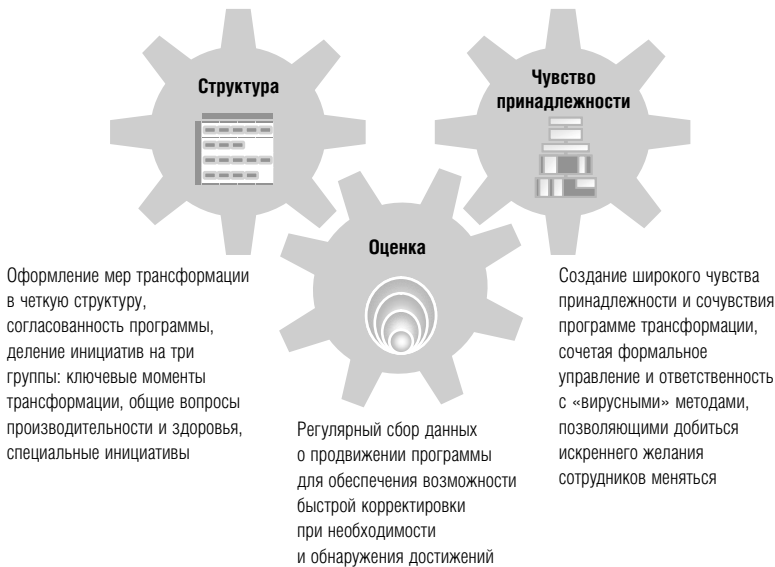 Структура
Чувство
принадлежности
Оценка
Оформление мер трансформации
в четкую структуру,
согласованность программы,
деление инициатив на три
группы: ключевые моменты
трансформации, общие вопросы
производительности и здоровья,
специальные инициативы
Регулярный сбор данных
о продвижении программы
для обеспечения возможности
быстрой корректировки
при необходимости
и обнаружения достижений
Создание широкого чувства
принадлежности и сочувствия
программе трансформации,
сочетая формальное
управление и ответственность
с «вирусными» методами,
позволяющими добиться
искреннего желания
сотрудников меняться